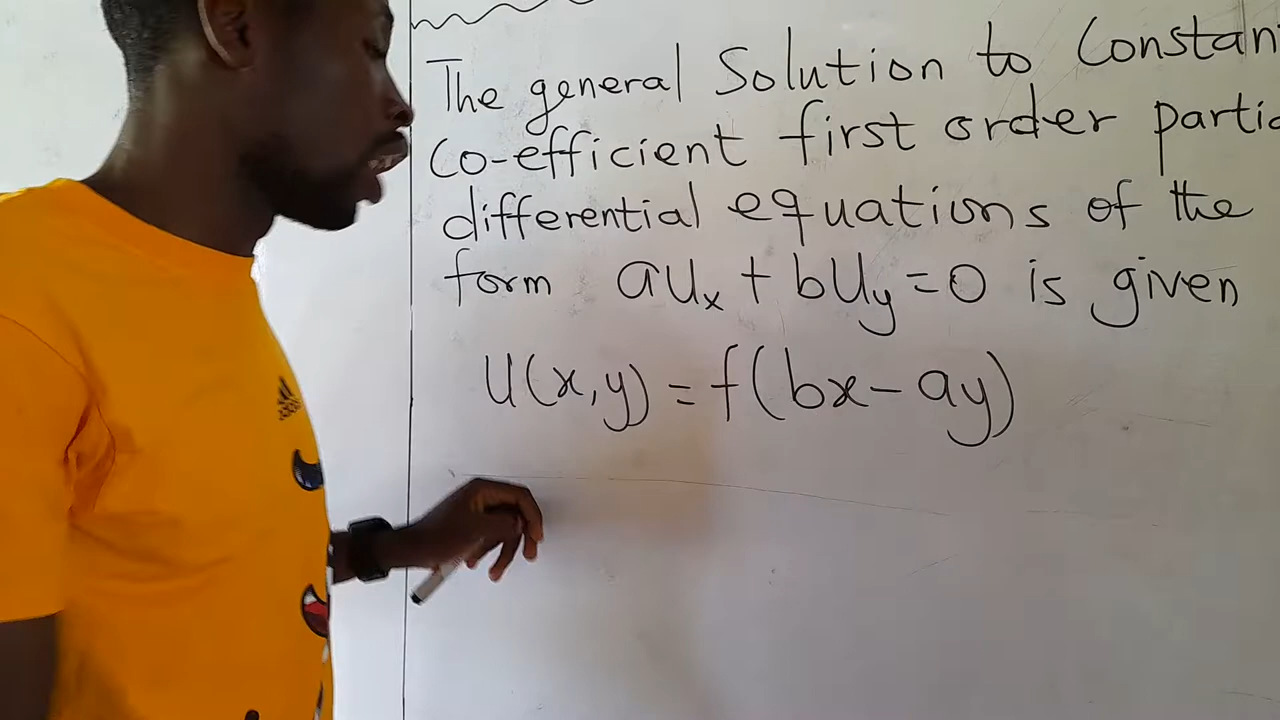 The general Solution to Constan
Co-efficient first order partic
differential equations of the
form aUx + bUy = 0 is given
U(x,y) = f(bx - ay)